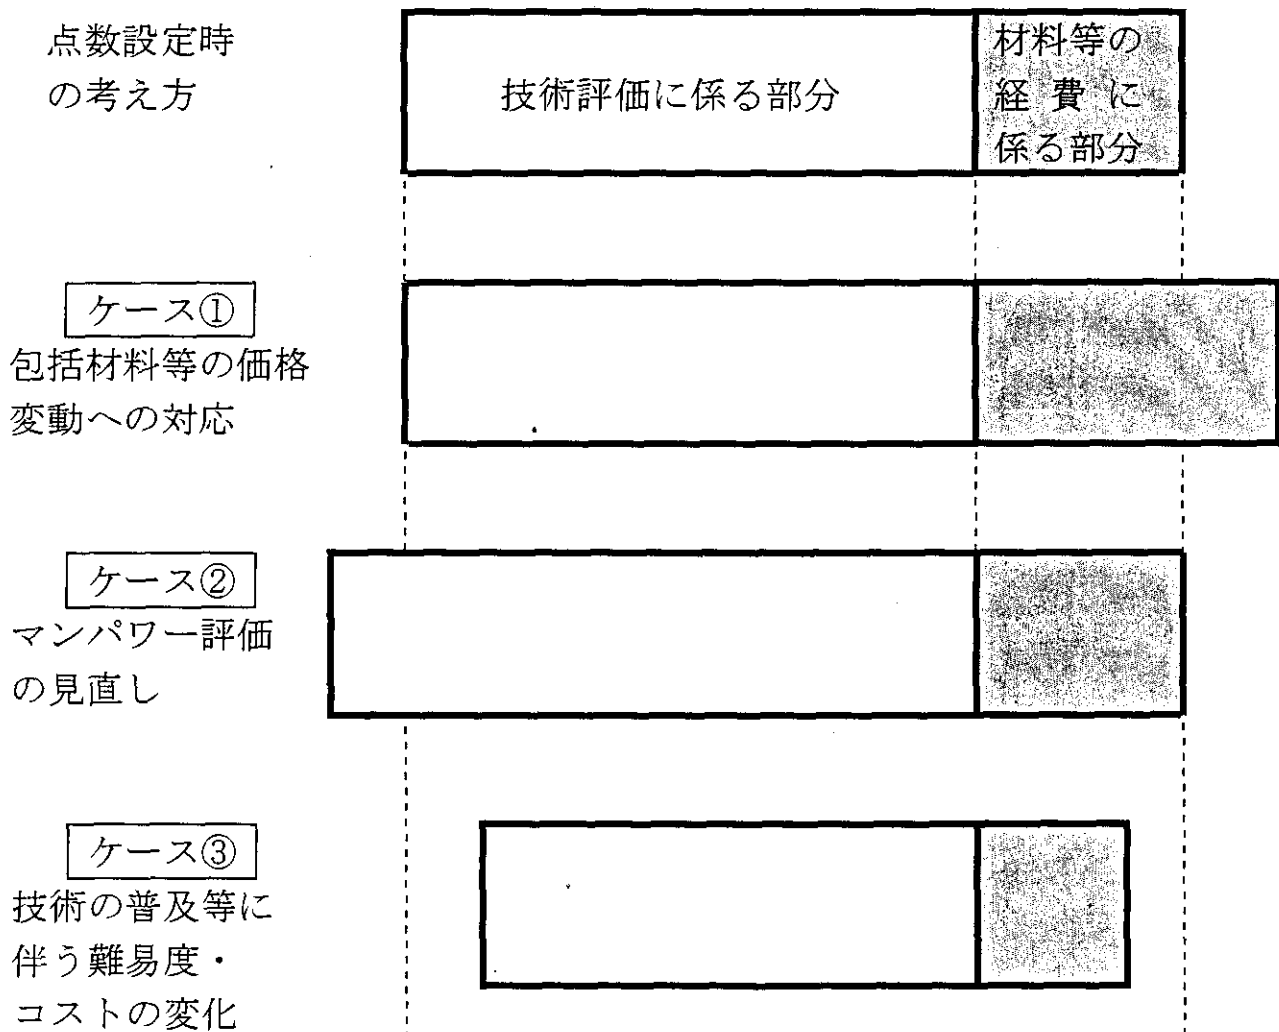 点数設定時
の考え方
技術評価に係る部分
材料等の
経費に
係る部分
ケース①
包括材料等の価格
変動への対応
ケース②
マンパワー評価
の見直し
ケース③
技術の普及等に
伴う難易度・
コストの変化